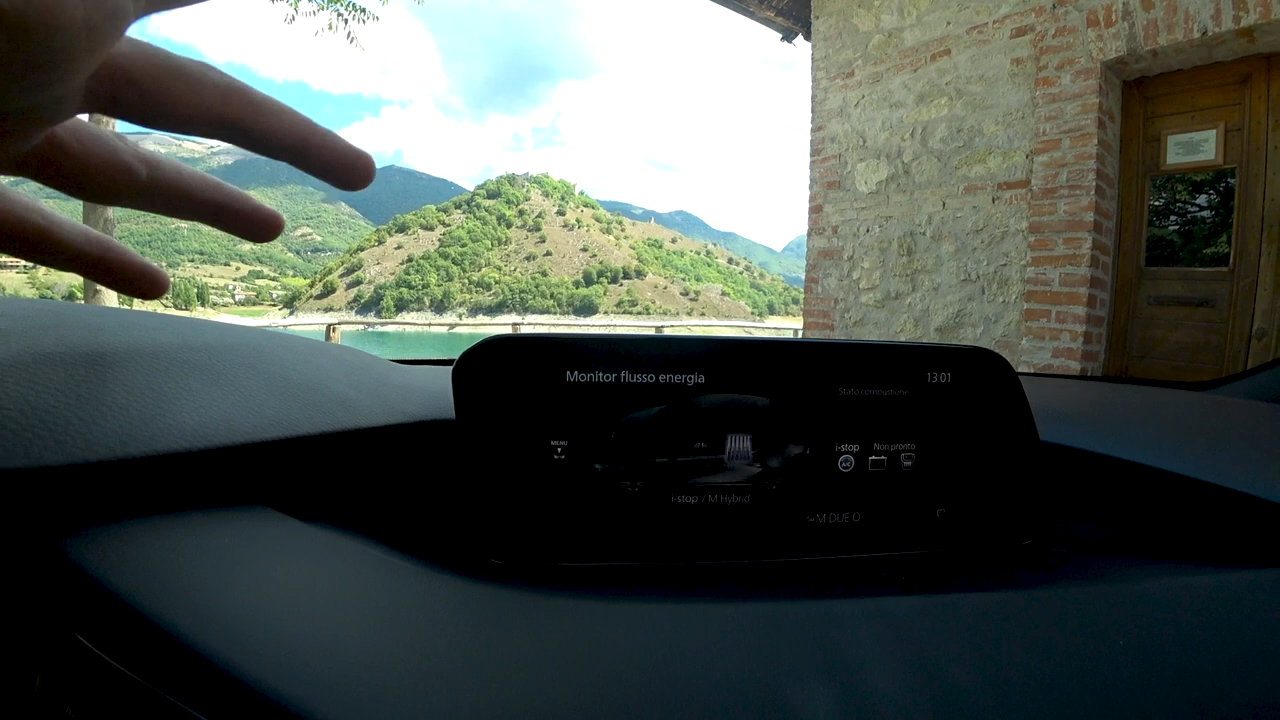 Monitor flusso energia
13:01
Stato combustione
MENU
i-stop
Non pronto
A/C
i-stop / M Hybrid
M DUE O